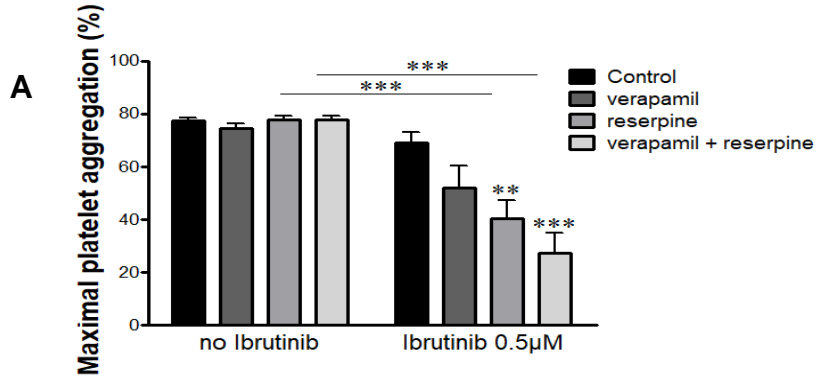 A
Maximal platelet aggregation (%)
100
80
60
40
20
0
***
***
**
***
no Ibrutinib
Ibrutinib 0.5µM
Control
verapamil
reserpine
verapamil + reserpine